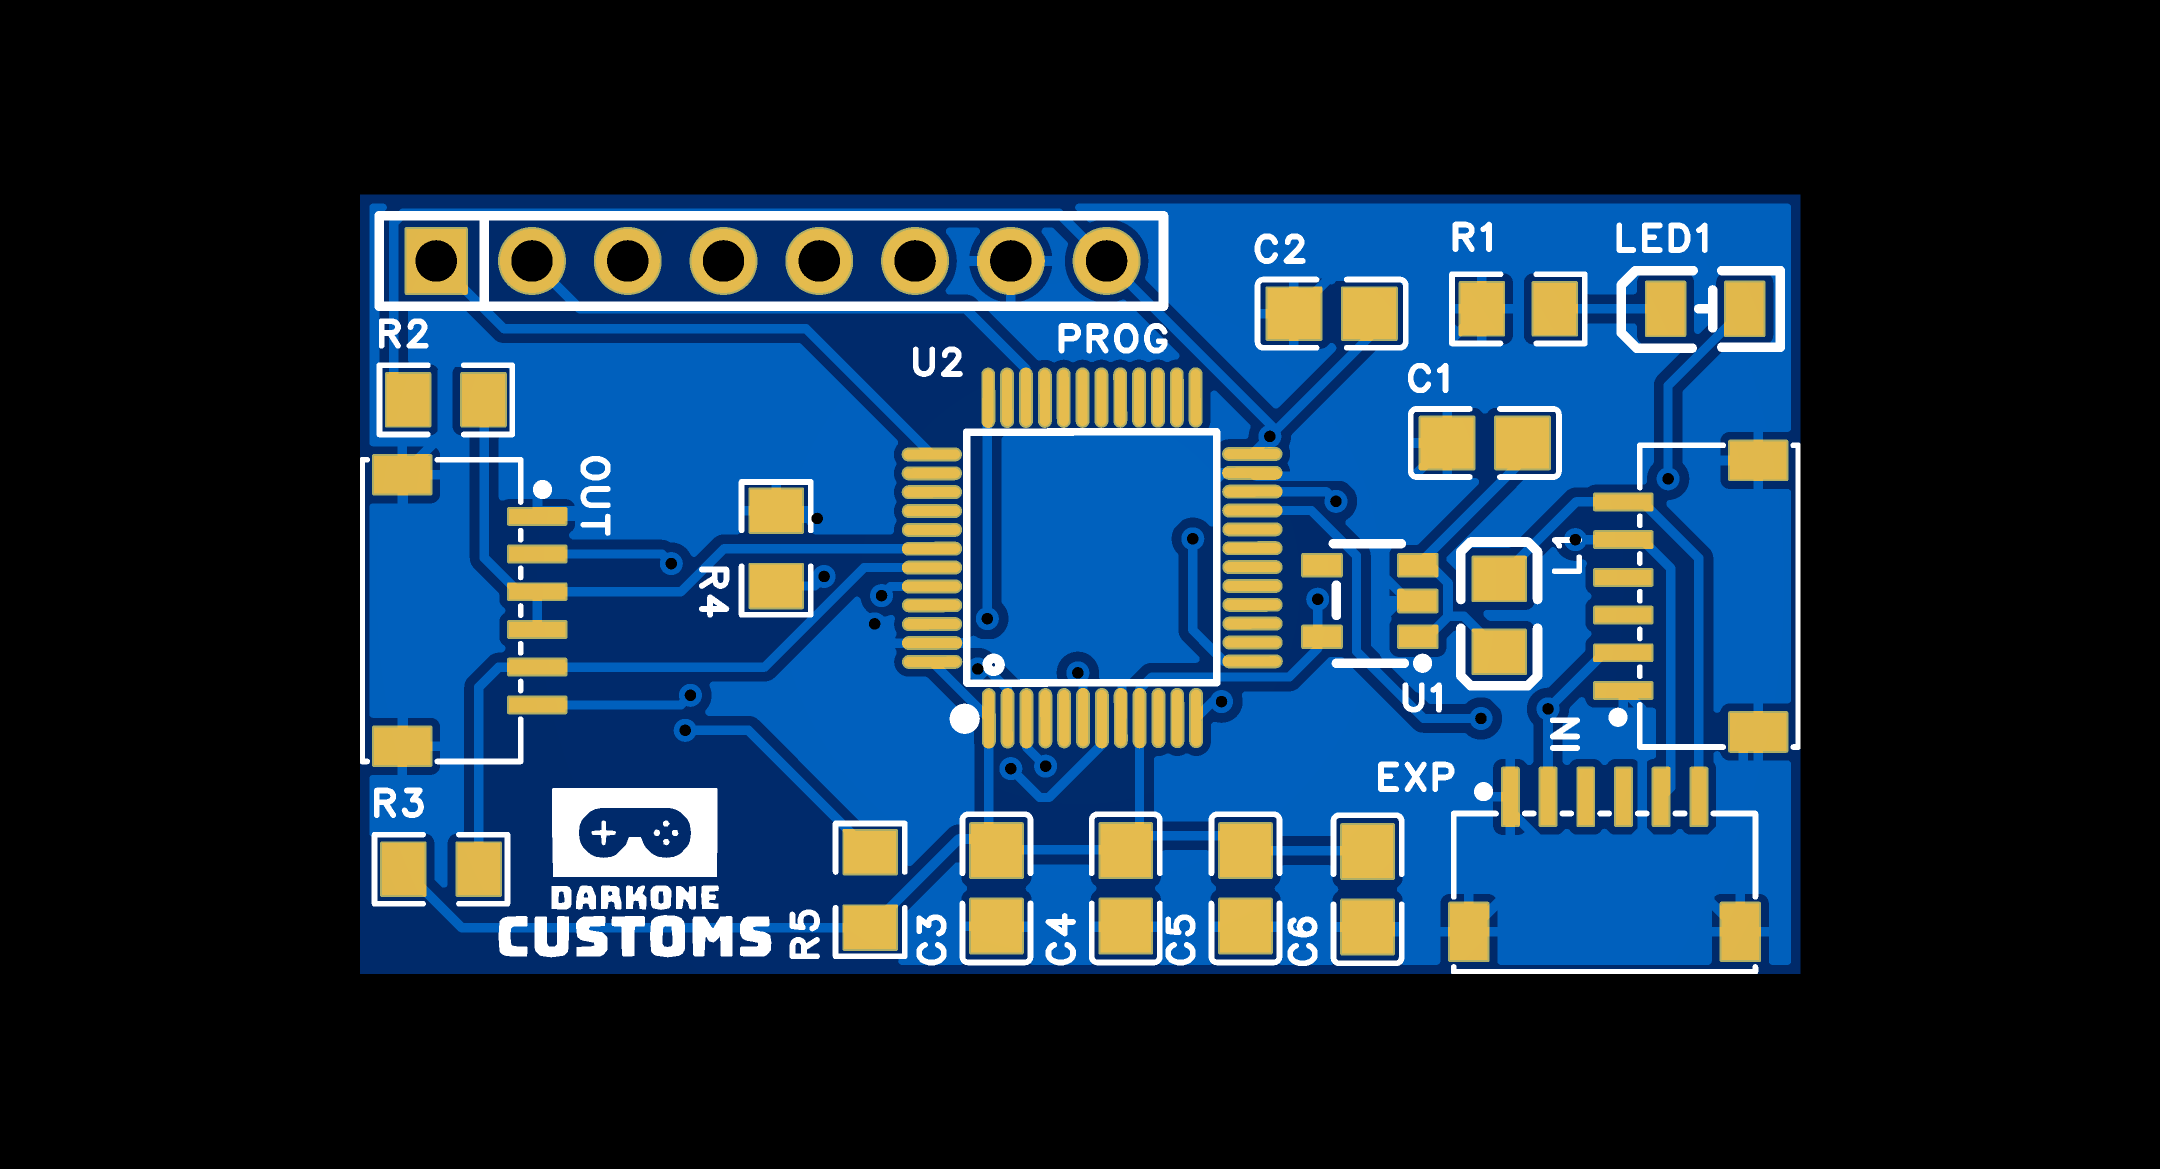 C2
R1
LED1
R2
PROG
U2
C1
OUT
L1
R4
U1
IN
EXP
R3
DARKONE
CUSTOMS
R5
C3
C4
C5
C6